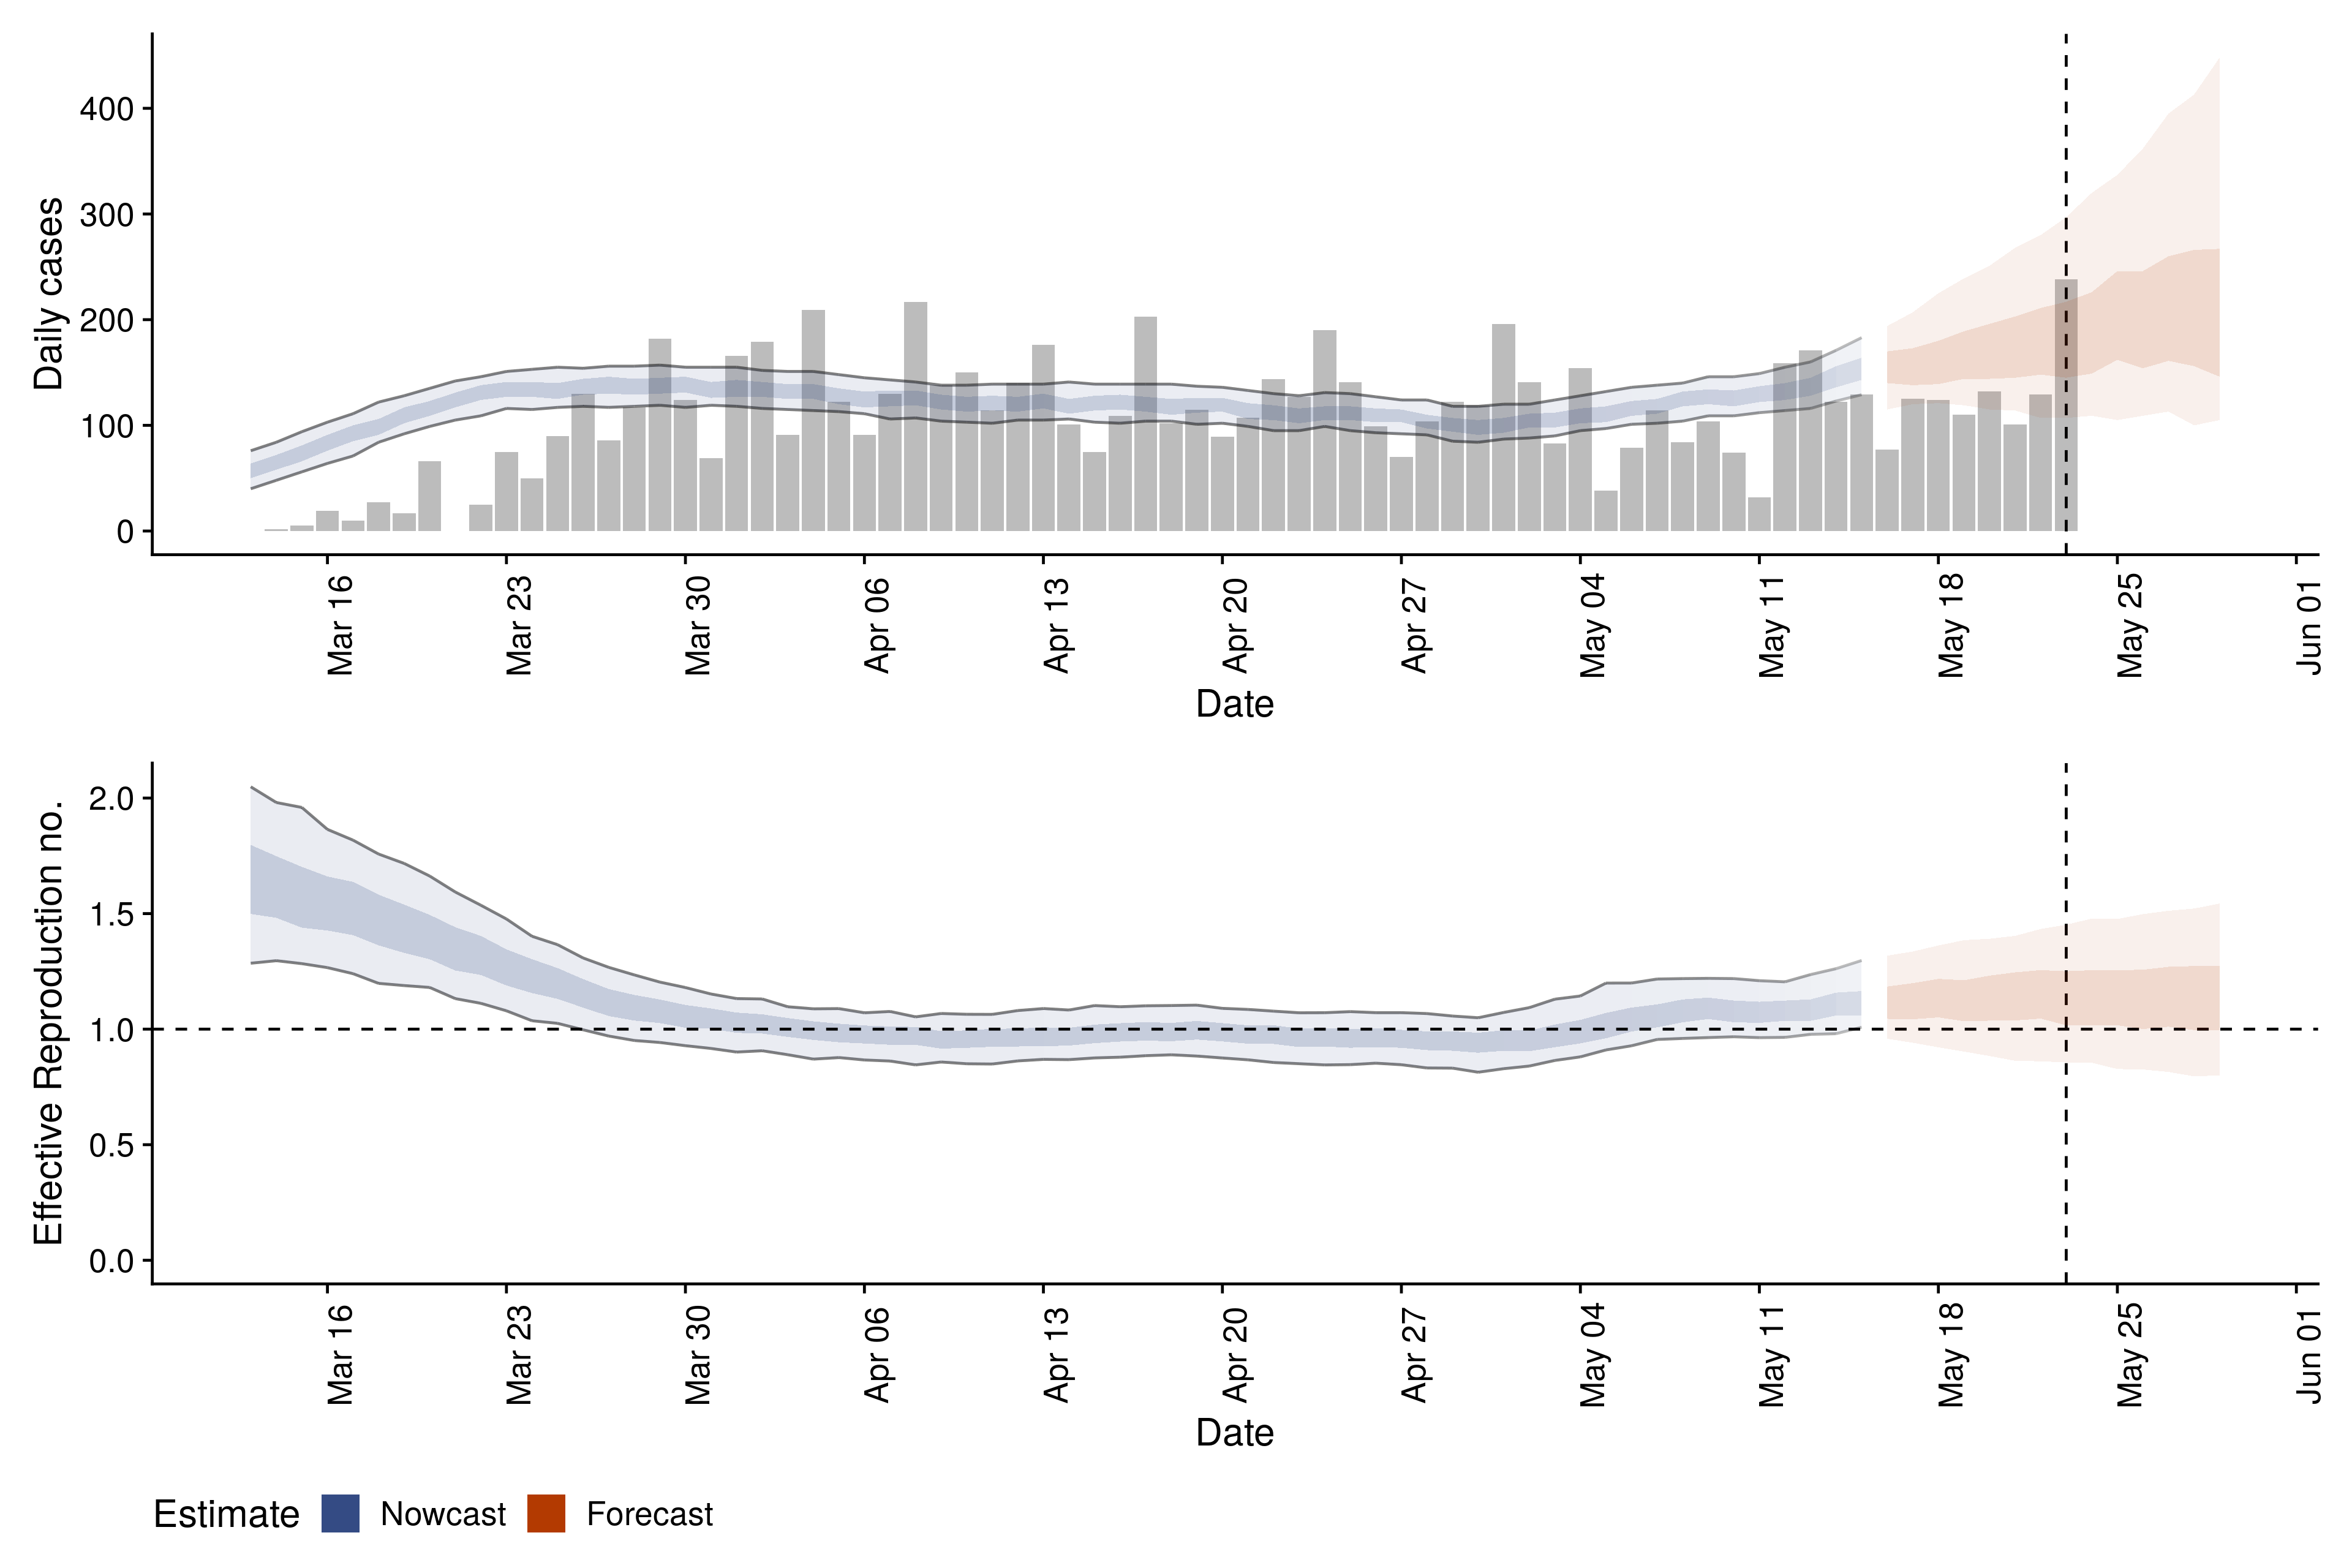 Daily cases
400
300
200
100
0
Mar 16 Mar 23 Mar 30 Apr 06 Apr 13 Apr 20 Apr 27 May 04 May 11 May 18 May 25 Jun 01
Date
Effective Reproduction no.
2.0
1.5
1.0
0.5
0.0
Mar 16 Mar 23 Mar 30 Apr 06 Apr 13 Apr 20 Apr 27 May 04 May 11 May 18 May 25 Jun 01
Date
Estimate Nowcast Forecast